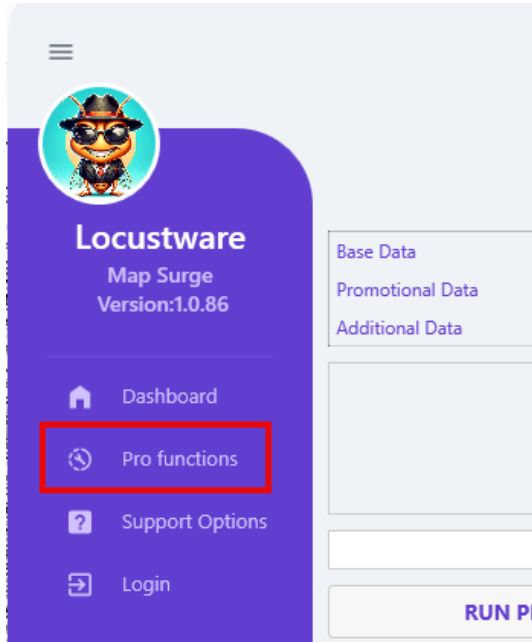 Locustware
Map Surge
Version:1.0.86
Dashboard
Pro functions
Support Options
Login
Base Data
Promotional Data
Additional Data
RUN